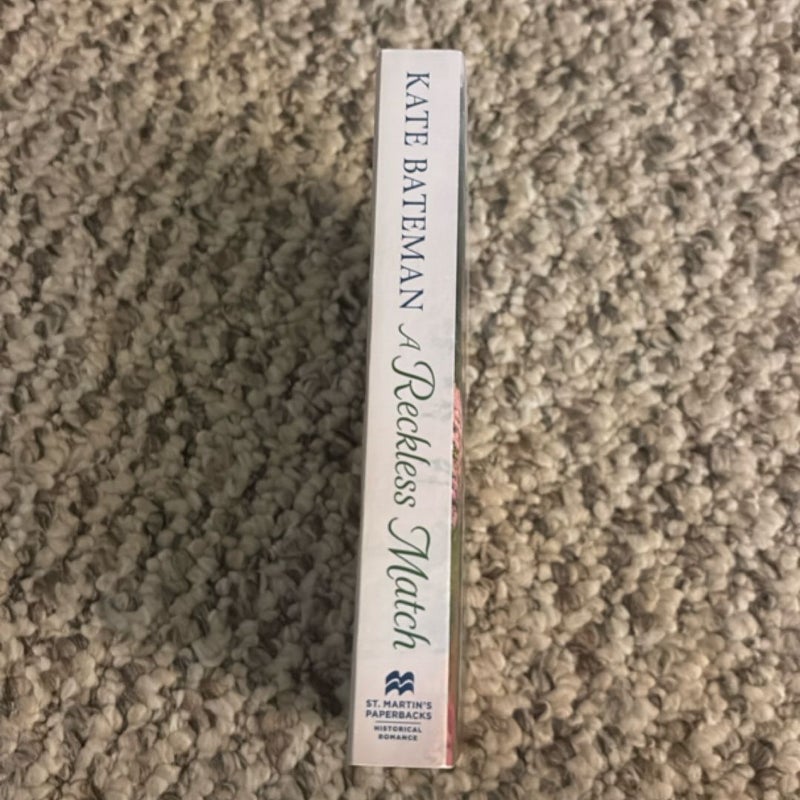 KATE BATEMAN
A Reckless Match
ST. MARTIN'S
PAPERBACKS
HISTORICAL
ROMANCE